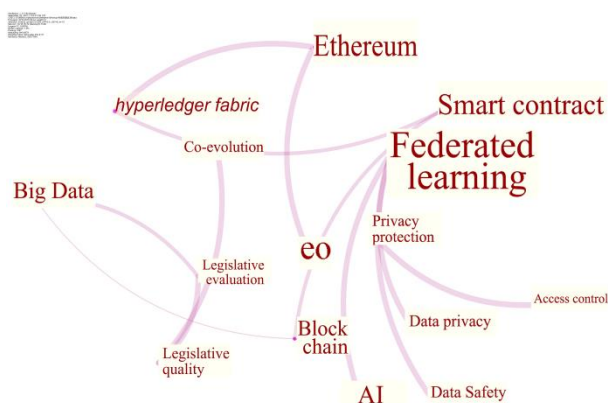 Ethereum
hyperledger fabric
Smart contract
Co-evolution
Federated
learning
Big Data
Privacy
protection
eo
Legislative
evaluation
Access control
Data privacy
Block
chain
Legislative
quality
AI
Data Safety